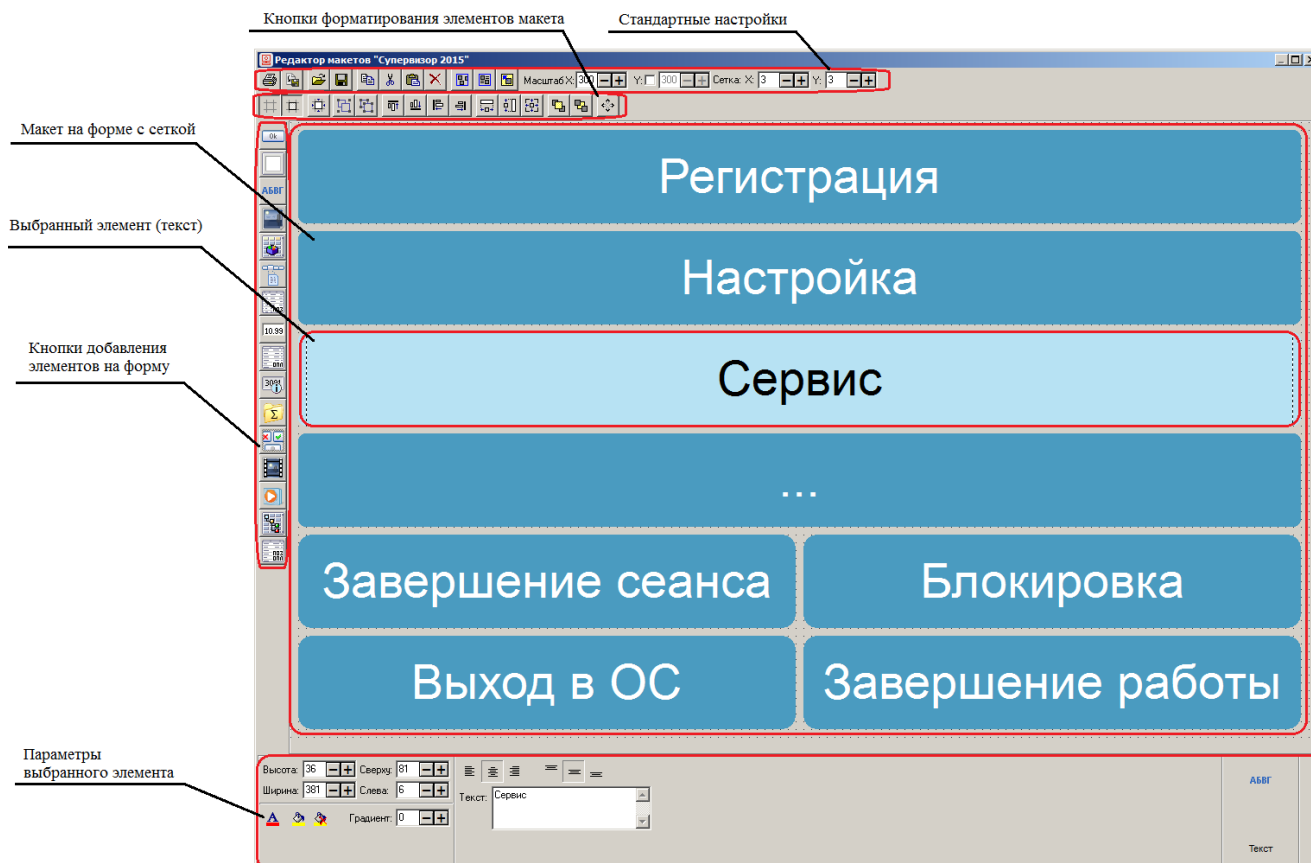 Кнопки форматирования элементов макета
Стандартные настройки
Редактор макетов "Супервизор 2015"
Масштаб X: 300 Y: 300 Сетка: X: 3 Y: 3
Макет на форме с сеткой
Выбранный элемент (текст)
Кнопки добавления
элементов на форму
Параметры
выбранного элемента
Ok
АБВГ
10.99
Регистрация
Настройка
Сервис
...
Завершение сеанса
Блокировка
Выход в ОС
Завершение работы
Высота: 36 Сверху: 81
Ширина: 381 Слева: 6
Градиент: 0
Текст: Сервис
АБВГ
Текст